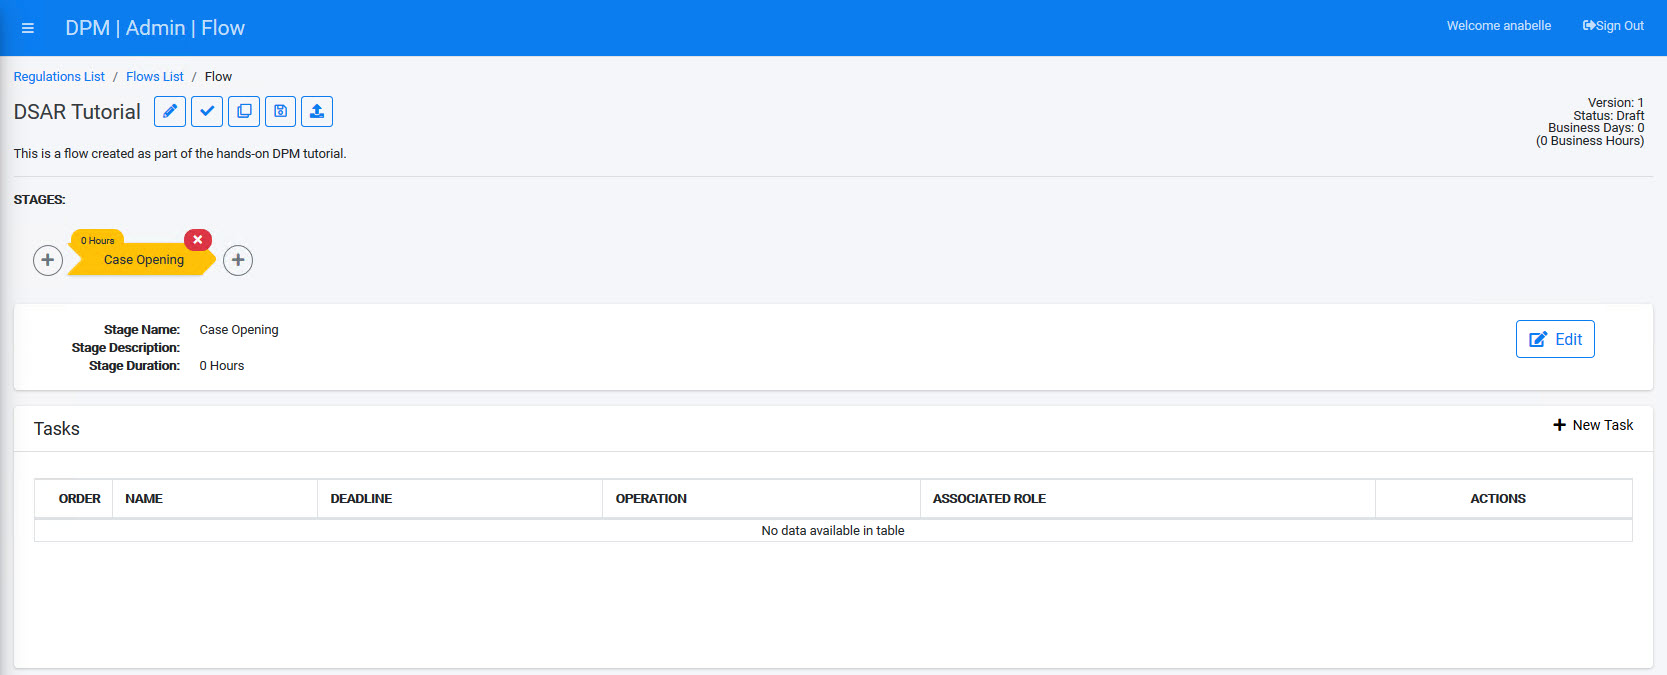 DPM | Admin | Flow
Welcome anabelle
Sign Out
Regulations List / Flows List / Flow
DSAR Tutorial
Version: 1
Status: Draft
Business Days: 0
(0 Business Hours)
This is a flow created as part of the hands-on DPM tutorial.
STAGES:
0 Hours
Case Opening
Stage Name: Case Opening
Stage Description:
Stage Duration: 0 Hours
Edit
Tasks
New Task
ORDER NAME DEADLINE OPERATION ASSOCIATED ROLE ACTIONS
No data available in table